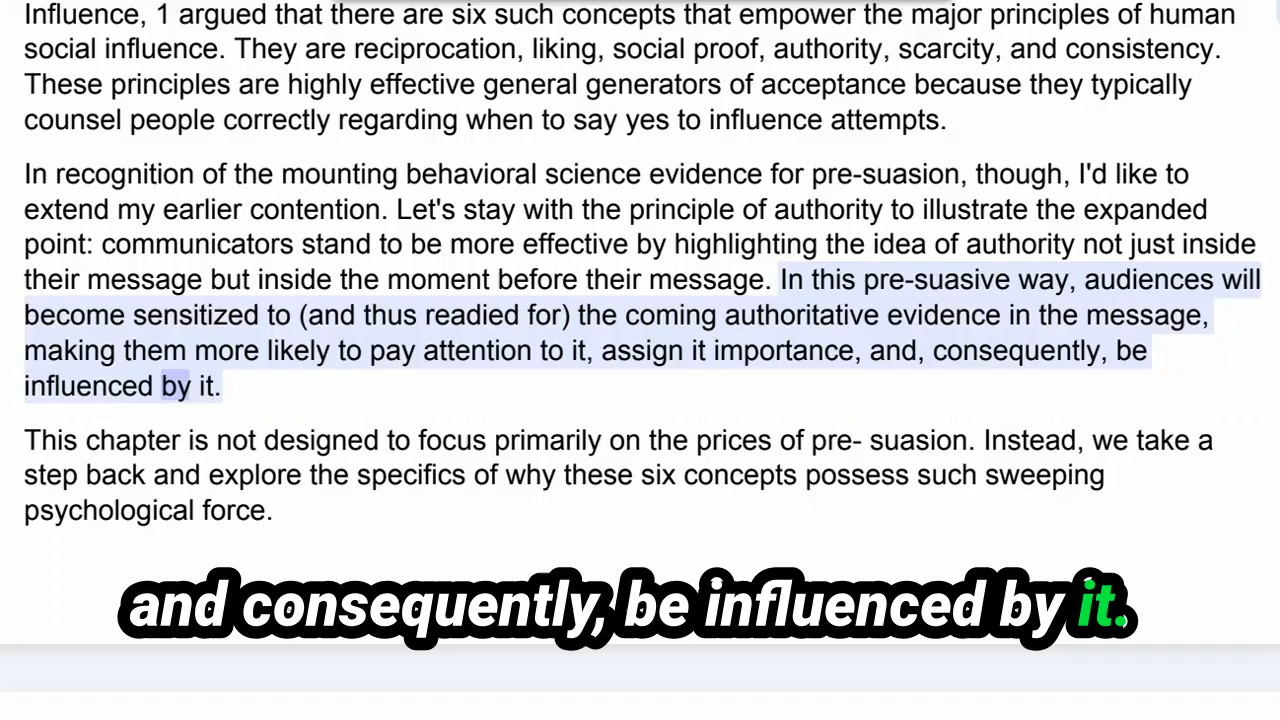 Influence, 1 argued that there are six such concepts that empower the major principles of human
social influence. They are reciprocation, liking, social proof, authority, scarcity, and consistency.
These principles are highly effective general generators of acceptance because they typically
counsel people correctly regarding when to say yes to influence attempts.
In recognition of the mounting behavioral science evidence for pre-suasion, though, I'd like to
extend my earlier contention. Let's stay with the principle of authority to illustrate the expanded
point: communicators stand to be more effective by highlighting the idea of authority not just inside
their message but inside the moment before their message. In this pre-suasive way, audiences will
become sensitized to (and thus readied for) the coming authoritative evidence in the message,
making them more likely to pay attention to it, assign it importance, and, consequently, be
influenced by it.
This chapter is not designed to focus primarily on the prices of pre- suasion. Instead, we take a
step back and explore the specifics of why these six concepts possess such sweeping
psychological force.
and consequently, be influenced by it.